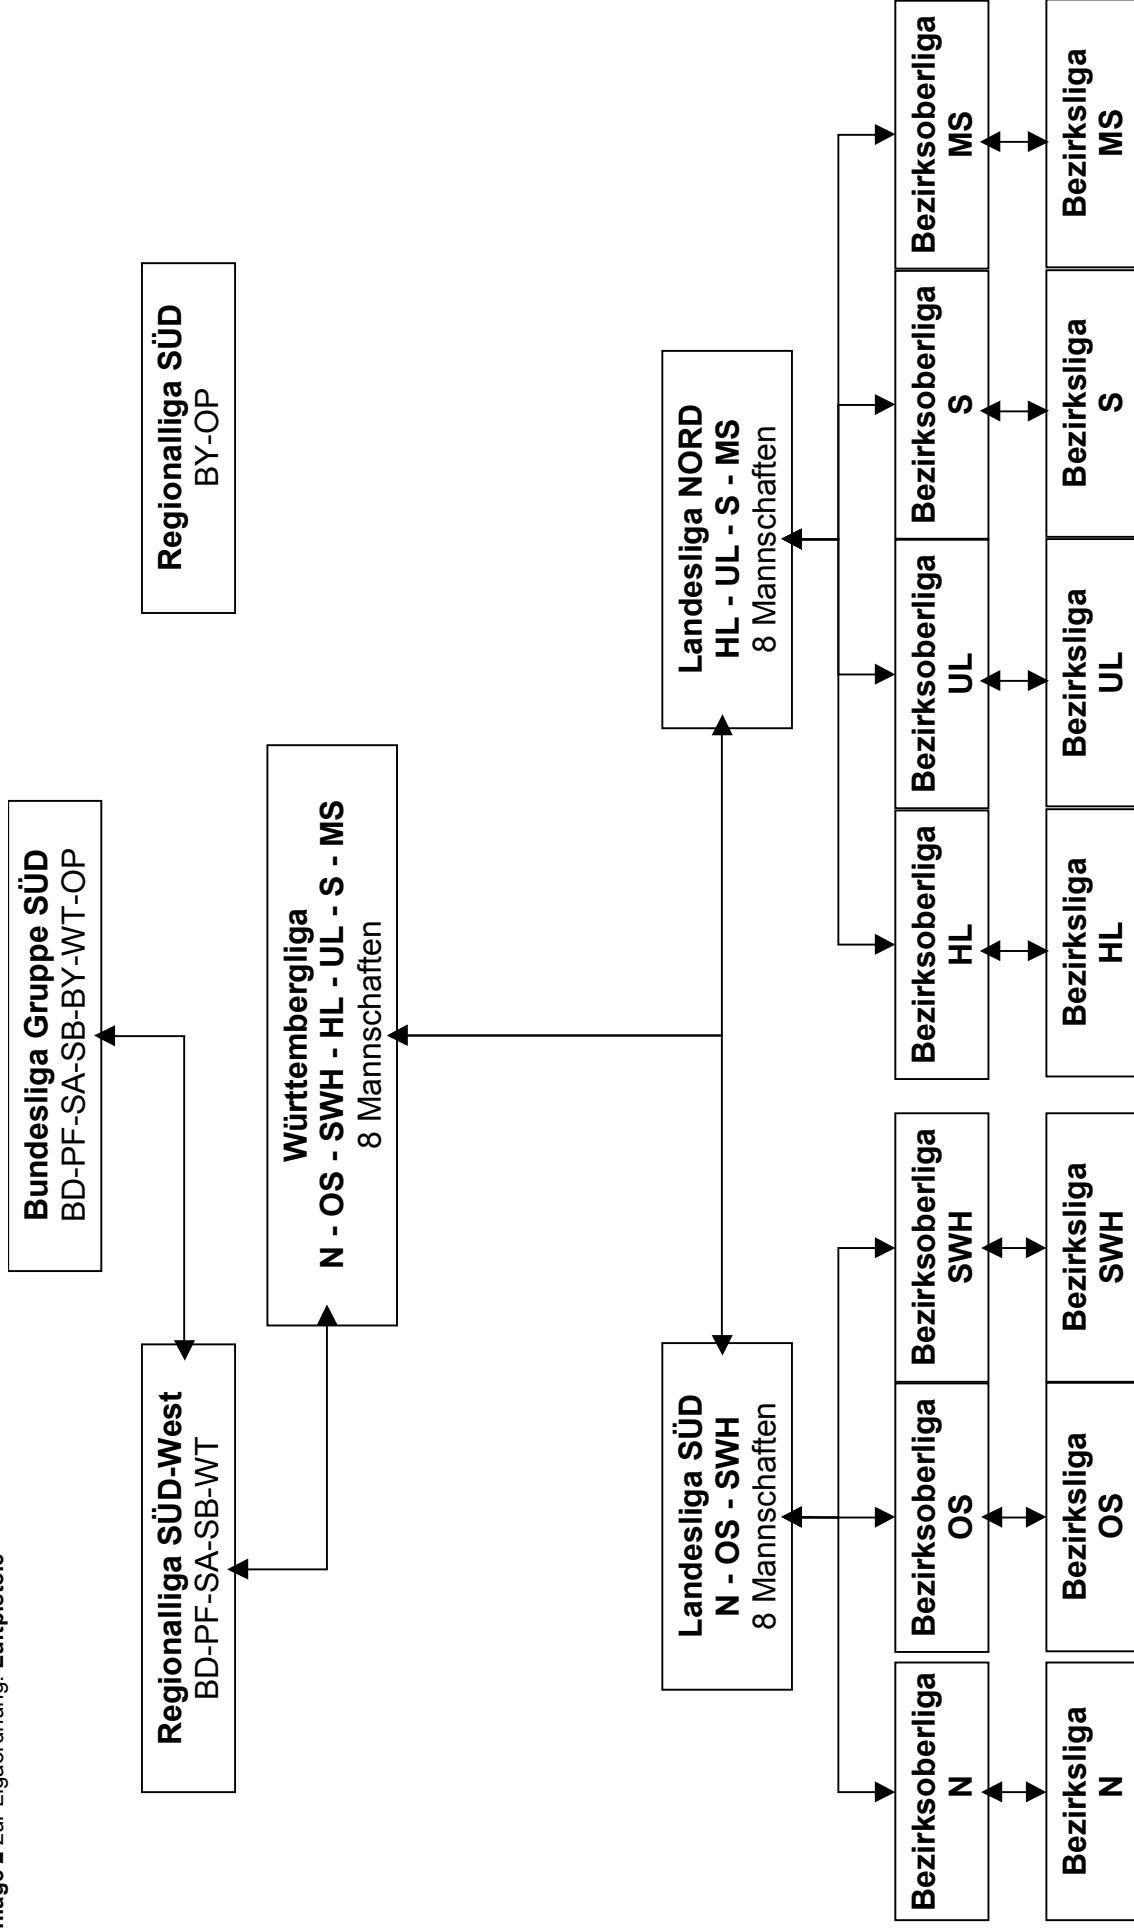 2 zur Ligaordnung: Luftpistole
Bundesliga Gruppe SÜD
BD-PF-SA-SB-BY-WT-OP
Regionalliga SÜD-West
BD-PF-SA-SB-WT
Regionalliga SÜD
BY-OP
Württembergliga
N - OS - SWH - HL - UL - S - MS
8 Mannschaften
Landesliga SÜD
N - OS - SWH
8 Mannschaften
Landesliga NORD
HL - UL - S - MS
8 Mannschaften
Bezirksoberliga
N
Bezirksoberliga
OS
Bezirksoberliga
SWH
Bezirksoberliga
HL
Bezirksoberliga
UL
Bezirksoberliga
S
Bezirksoberliga
MS
Bezirksliga
N
Bezirksliga
OS
Bezirksliga
SWH
Bezirksliga
HL
Bezirksliga
UL
Bezirksliga
S
Bezirksliga
MS